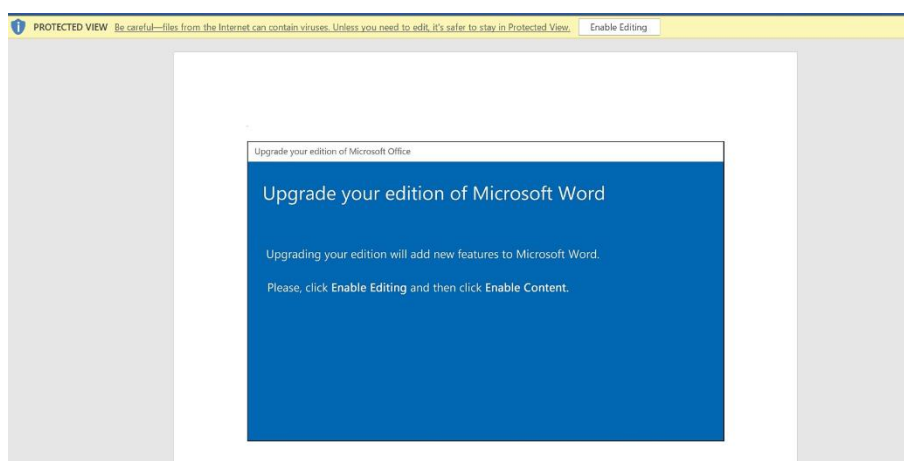 PROTECTED VIEW Be careful—files from the Internet can contain viruses. Unless you need to edit, it's safer to stay in Protected View. Enable Editing
Upgrade your edition of Microsoft Office
Upgrade your edition of Microsoft Word
Upgrading your edition will add new features to Microsoft Word.
Please, click Enable Editing and then click Enable Content.